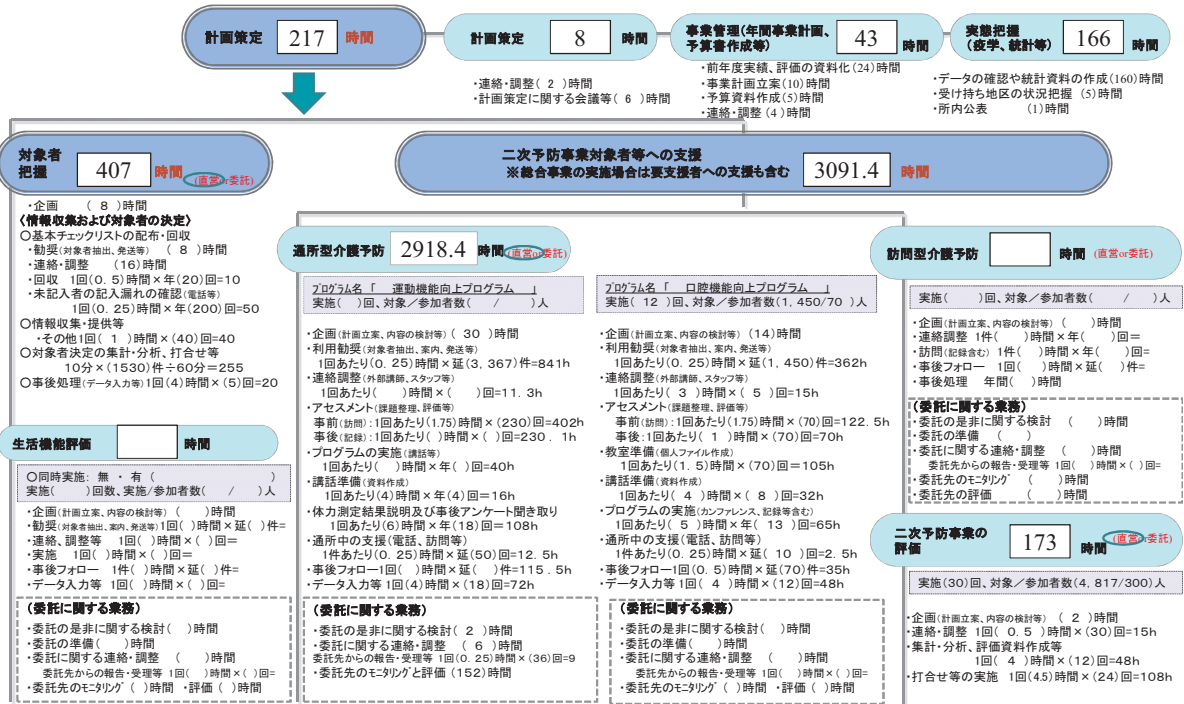 計画策定 217 時間
計画策定 8 時間
・連絡・調整( 2 )時間
・計画策定に関する会議等( 6 )時間
事業管理(年間事業計画、
予算書作成等) 43 時間
・前年度実績、評価の資料化(24)時間
・事業計画立案(10)時間
・予算資料作成(5)時間
・連絡・調整(4)時間
実態把握
(疫学、統計等) 166 時間
・データの確認や統計資料の作成(160)時間
・受け持ち地区の状況把握 (5)時間
・所内公表 (1)時間
対象者
把握 407 時間 (直営or委託)
・企画 ( 8 )時間
〈情報収集および対象者の決定〉
〇基本チェックリストの配布・回収
・勧奨(対象者抽出、発送等) ( 8 )時間
・連絡・調整 (16)時間
・回収 1回(0.5)時間×年(20)回=10
・未記入者の記入漏れの確認(電話等)
1回(0.25)時間×年(200)回=50
〇情報収集・提供等
・その他1回( 1 )時間×(40)回=40
〇対象者決定の集計・分析、打合せ等
10分×(1530)件÷60分=255
〇事後処理(データ入力等)1回(4)時間×(5)回=20
生活機能評価 時間
〇同時実施: 無 ・ 有 ( )
実施( )回数、実施/参加者数( / )人
・企画(計画立案、内容の検討等) ( )時間
・勧奨(対象者抽出、案内、発送等)1回( )時間×延( )件=
・連絡、調整等 1回( )時間×( )回=
・実施 1回( )時間×( )回=
・事後フォロー 1件( )時間×延( )件=
・データ入力等 1回( )時間×( )回=
(委託に関する業務)
・委託の是非に関する検討( )時間
・委託の準備( )時間
・委託に関する連絡・調整 ( )時間
委託先からの報告・受理等 1回( )時間×( )回=
・委託先のモニタリング ( )時間 ・評価( )時間
二次予防事業対象者等への支援
※総合事業の実施場合は要支援者への支援も含む 3091.4 時間
通所型介護予防 2918.4 時間 (直営or委託)
プログラム名「 運動機能向上プログラム 」
実施( )回、対象/参加者数( / )人
・企画(計画立案、内容の検討等) ( 30 )時間
・利用勧奨(対象者抽出、案内、発送等)
1回あたり(0.25)時間×延(3,367)件=841h
・連絡調整(外部講師、スタッフ等)
1回あたり( )時間×( )回=11.3h
・アセスメント(課題整理、評価等)
事前(訪問):1回あたり(1.75)時間×(230)回=402h
事後(記録):1回あたり( )時間×( )回=230.1h
・プログラムの実施(講話等)
1回あたり( )時間×年( )回=40h
・講話準備(資料作成)
1回あたり(4)時間×年(4)回=16h
・体力測定結果説明及び事後アンケート聞き取り
1回あたり(6)時間×年(18)回=108h
・通所中の支援(電話、訪問等)
1件あたり(0.25)時間×延(50)回=12.5h
・事後フォロー1回( )時間×延( )件=115.5h
・データ入力等 1回(4)時間×(18)回=72h
(委託に関する業務)
・委託の是非に関する検討( 2 )時間
・委託に関する連絡・調整 ( 6 )時間
委託先からの報告・受理等 1回(0.25)時間×(36)回=9
・委託先のモニタリングと評価(152)時間
プログラム名「 口腔機能向上プログラム 」
実施( 12 )回、対象/参加者数(1,450/70 )人
・企画(計画立案、内容の検討等) (14)時間
・利用勧奨(対象者抽出、案内、発送等)
1回あたり(0.25)時間×延(1,450)件=362h
・連絡調整(外部講師、スタッフ等)
1回あたり( 3 )時間×( 5 )回=15h
・アセスメント(課題整理、評価等)
事前(訪問):1回あたり(1.75)時間×(70)回=122.5h
事後:1回あたり( 1 )時間×(70)回=70h
・教室準備(個人ファイル作成)
1回あたり(1.5)時間×(70)回=105h
・講話準備(資料作成)
1回あたり( 4 )時間×( 8 )回=32h
・プログラムの実施(カンファレンス、記録等含む)
1回あたり( 5 )時間×年( 13 )回=65h
・通所中の支援(電話、訪問等)
1件あたり(0.25)時間×延( 10 )回=2.5h
・事後フォロー1回(0.5)時間×延(70)件=35h
・データ入力等 1回( 4 )時間×(12)回=48h
(委託に関する業務)
・委託の是非に関する検討( )時間
・委託の準備( )時間
・委託に関する連絡・調整 ( )時間
委託先からの報告・受理等 1回( )時間×( )回=
・委託先のモニタリング ( )時間 ・評価( )時間
訪問型介護予防 時間 (直営or委託)
実施( )回、対象/参加者数( / )人
・企画(計画立案、内容の検討等) ( )時間
・連絡調整 1件( )時間×年( )回=
・訪問(記録含む) 1件( )時間×年( )回=
・事後フォロー 1回( )時間×延( )件=
・事後処理 年間( )時間
(委託に関する業務)
・委託の是非に関する検討 ( )時間
・委託の準備 ( )
・委託に関する連絡・調整 ( )時間
委託先からの報告・受理等 1回( )時間×( )回=
・委託先のモニタリング ( )時間
・委託先の評価 ( )時間
二次予防事業の
評価 173 時間 (直営or委託)
実施(30)回、対象/参加者数(4,817/300)人
・企画(計画立案、内容の検討等) ( 2 )時間
・連絡・調整 1回( 0.5 )時間×(30)回=15h
・集計・分析、評価資料作成等
1回( 4 )時間×(12)回=48h
・打合せ等の実施 1回(4.5)時間×(24)回=108h